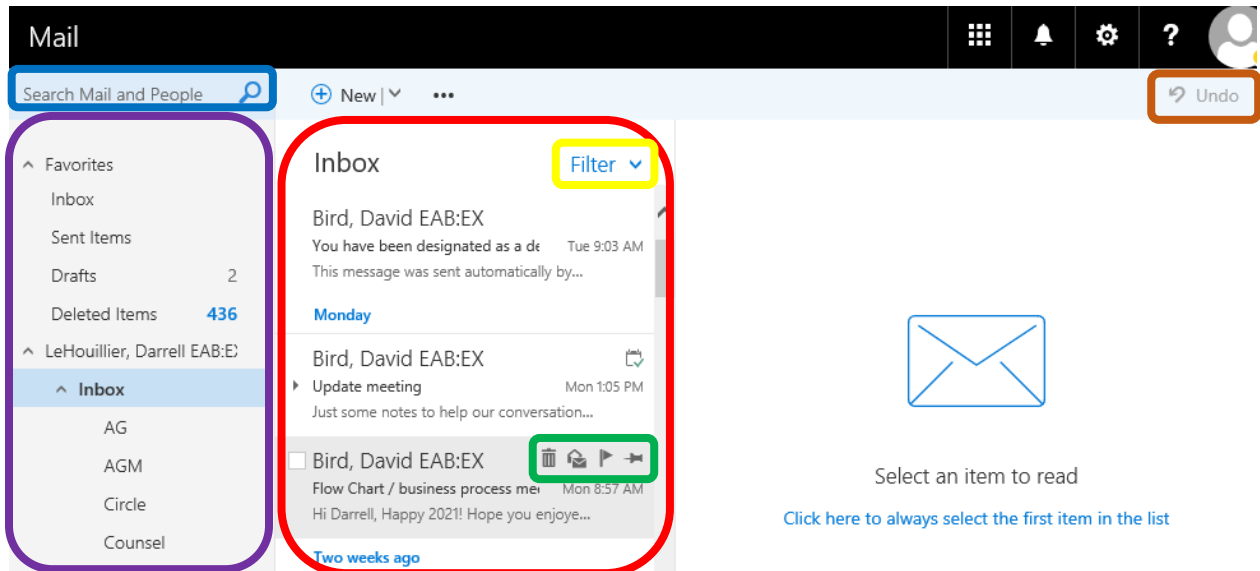 Mail
?
Search Mail and People
New
...
Undo
Favorites
Inbox
Sent Items
Drafts 2
Deleted Items 436
LeHouillier, Darrell EAB:E
Inbox
AG
AGM
Circle
Counsel
Inbox
Filter
Bird, David EAB:EX
You have been designated as a de Tue 9:03 AM
This message was sent automatically by...
Monday
Bird, David EAB:EX
Update meeting Mon 1:05 PM
Just some notes to help our conversation...
Bird, David EAB:EX
Flow Chart / business process me Mon 8:57 AM
Hi Darrell, Happy 2021! Hope you enjoye...
Two weeks ago
Select an item to read
Click here to always select the first item in the list